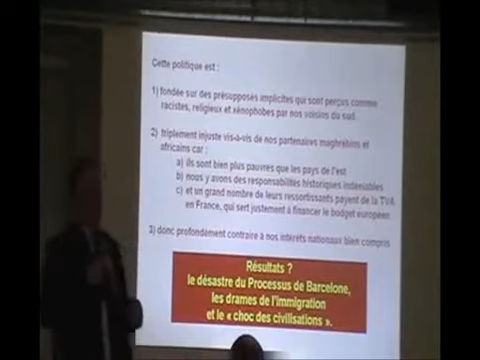 Cette politique est :
1) fondée sur des présupposés implicites qui sont perçus comme
racistes, religieux et xénophobes par nos voisins du sud.
2) triplement injuste vis-à-vis de nos partenaires maghrébins et
africains car :
a) ils sont bien plus pauvres que les pays de l'est
b) nous y avons des responsabilités historiques indéniables
c) et un grand nombre de leurs ressortissants payent de la TVA
en France, qui sert justement à financer le budget européen
3) donc profondément contraire à nos intérêts nationaux bien compris
Résultats ?
le désastre du Processus de Barcelone,
les drames de l'immigration
et le « choc des civilisations ».